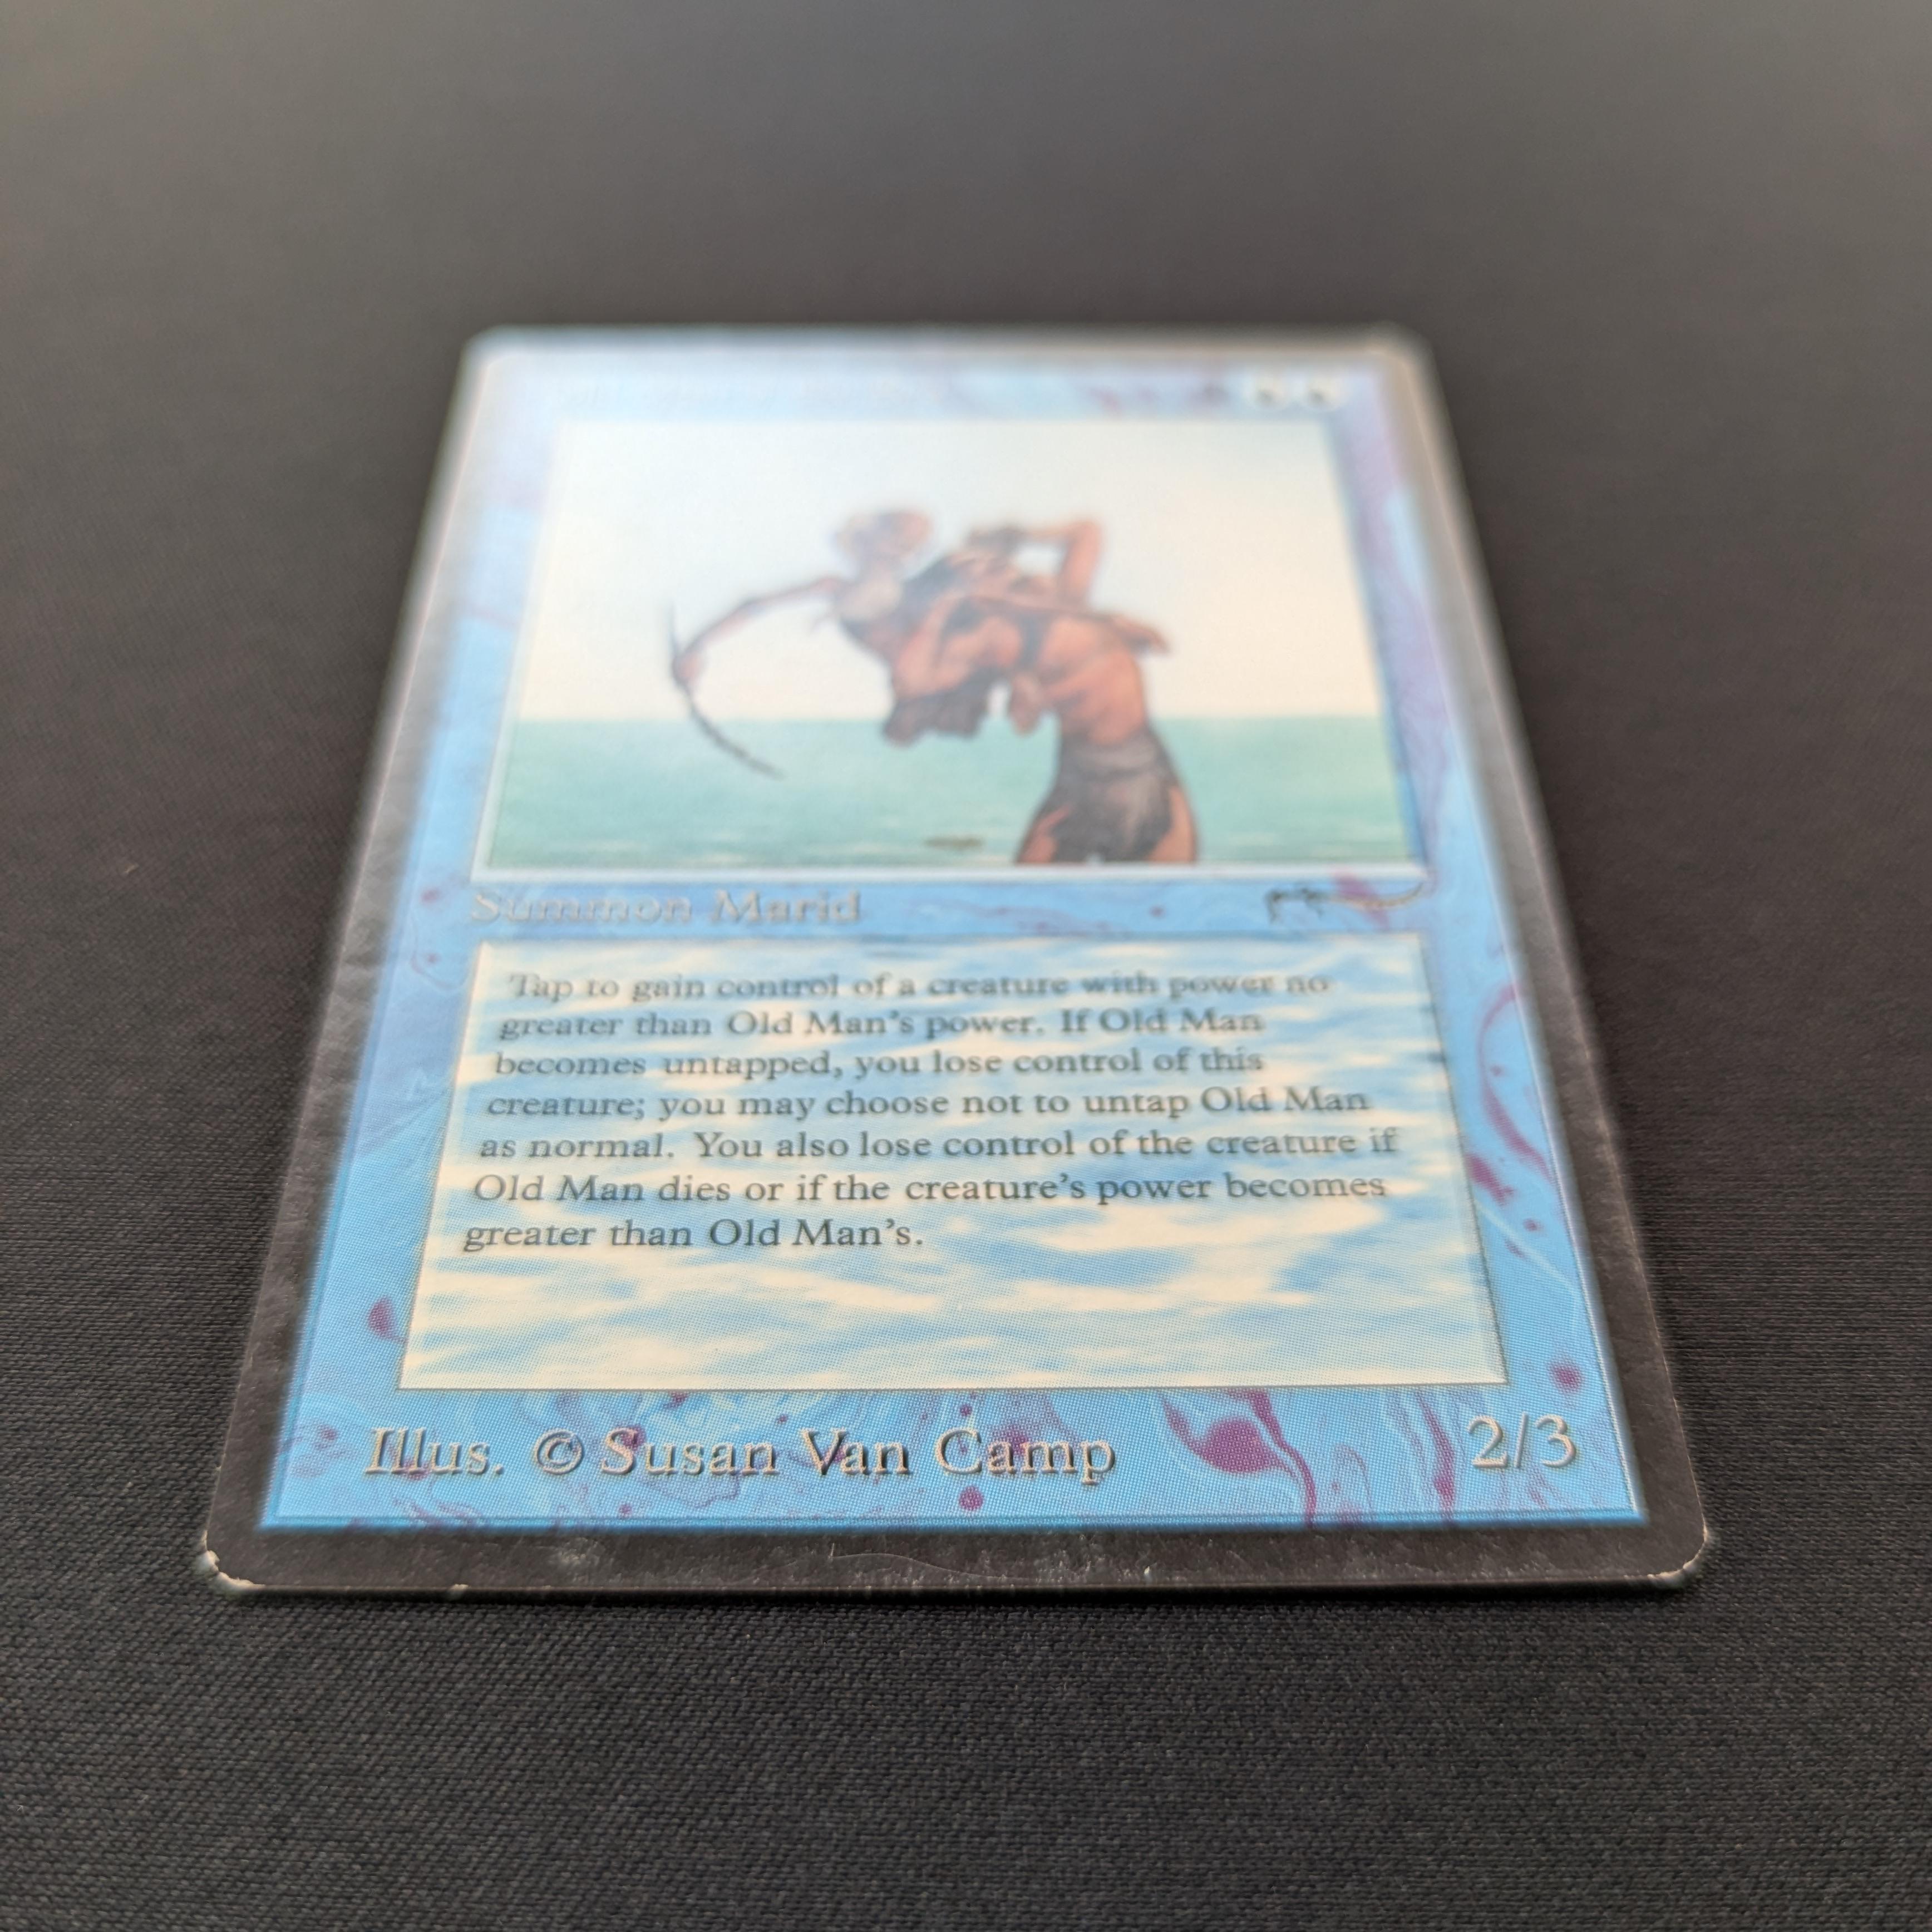 Summon Marid
Tap to gain control of a creature with power no
greater than Old Man's power. If Old Man
becomes untapped, you lose control of this
creature; you may choose not to untap Old Man
as normal. You also lose control of the creature if
Old Man dies or if the creature's power becomes
greater than Old Man's.
Illus. © Susan Van Camp
2/3